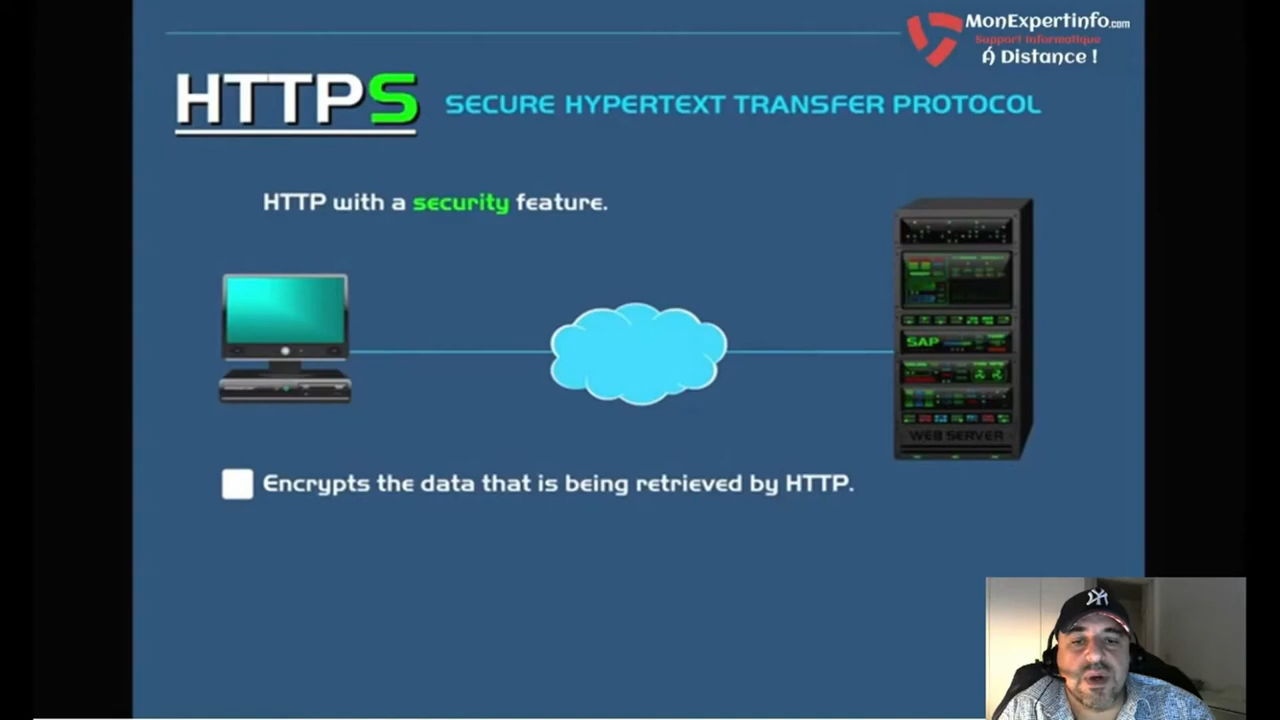 MonExpertinfo.com
Support informatique
Á Distance !
HTTPS SECURE HYPERTEXT TRANSFER PROTOCOL
HTTP with a security feature.
SAP
WEB SERVER
Encrypts the data that is being retrieved by HTTP.